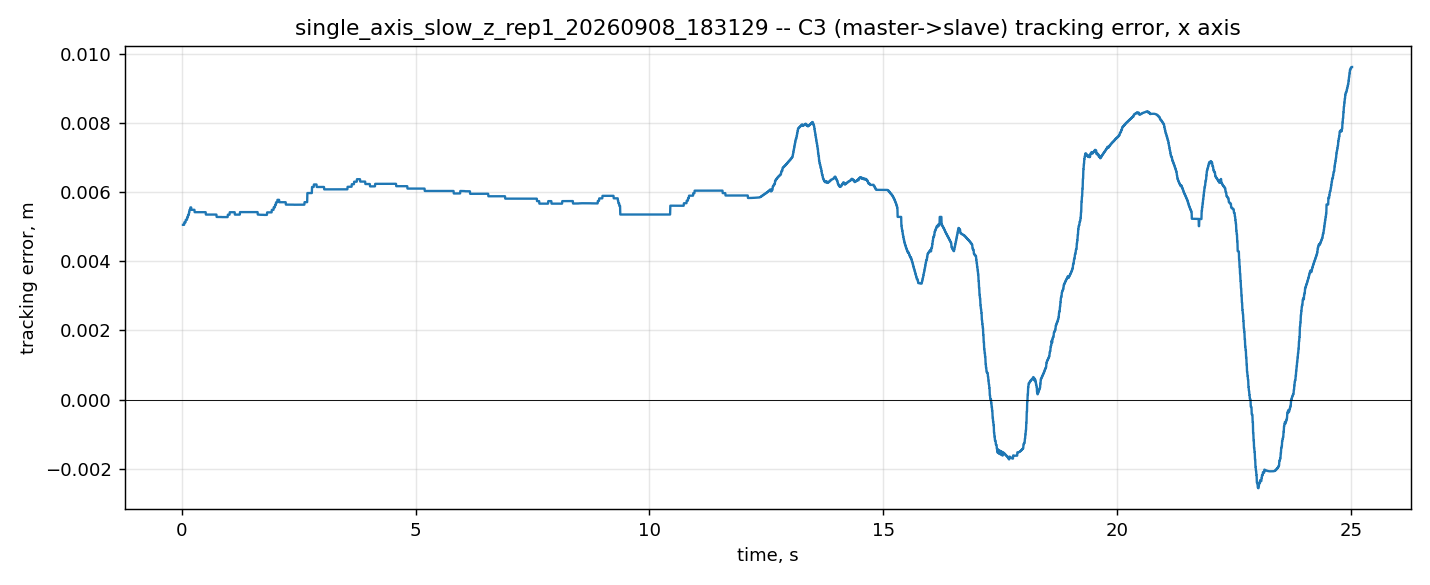 single_axis_slow_z_rep1_20260908_183129 -- C3 (master->slave) tracking error, x axis
0.010
0.008
0.006
0.004
0.002
0.000
−0.002
tracking error, m
0 5 10 15 20 25
time, s